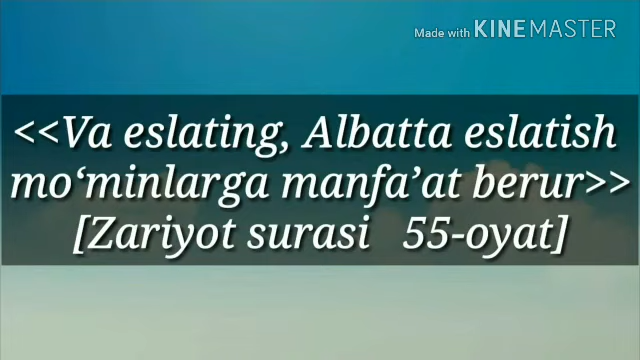 Made with KINEMASTER
<<Va eslating, Albatta eslatish
mo‘minlarga manfa’at berur>>
[Zariyot surasi 55-oyat]